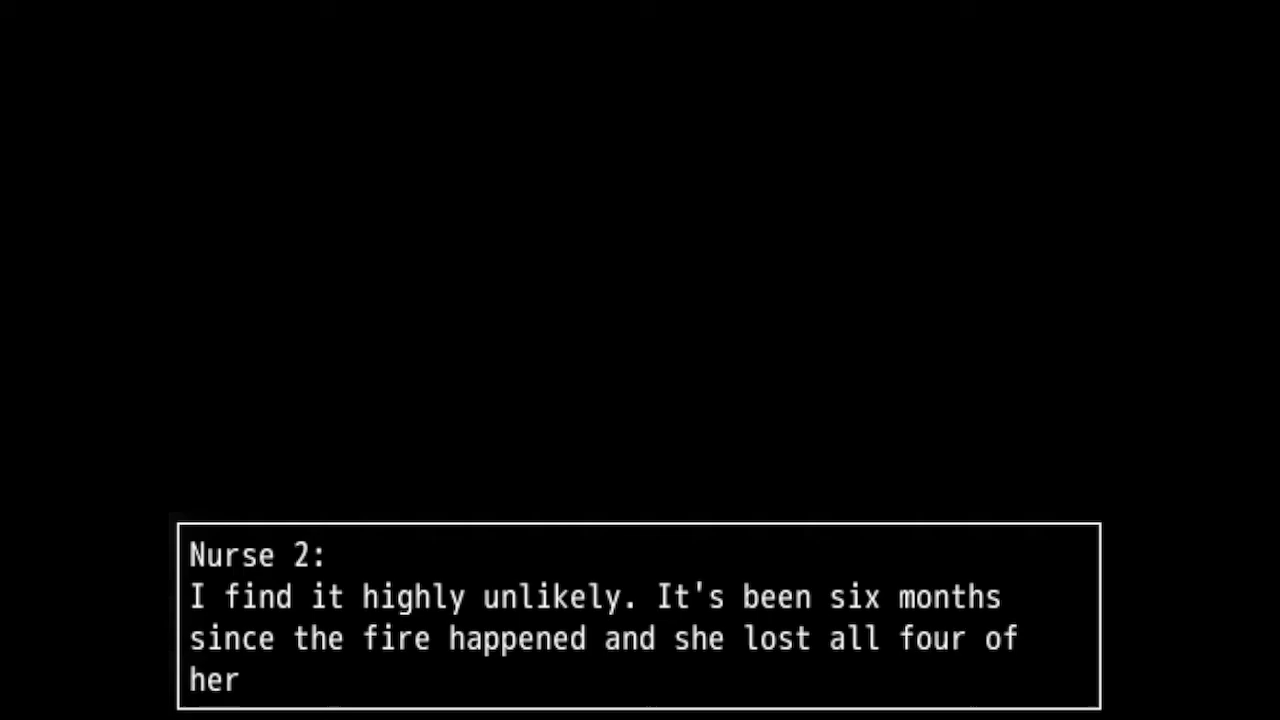 Nurse 2:
I find it highly unlikely. It's been six months
since the fire happened and she lost all four of
her